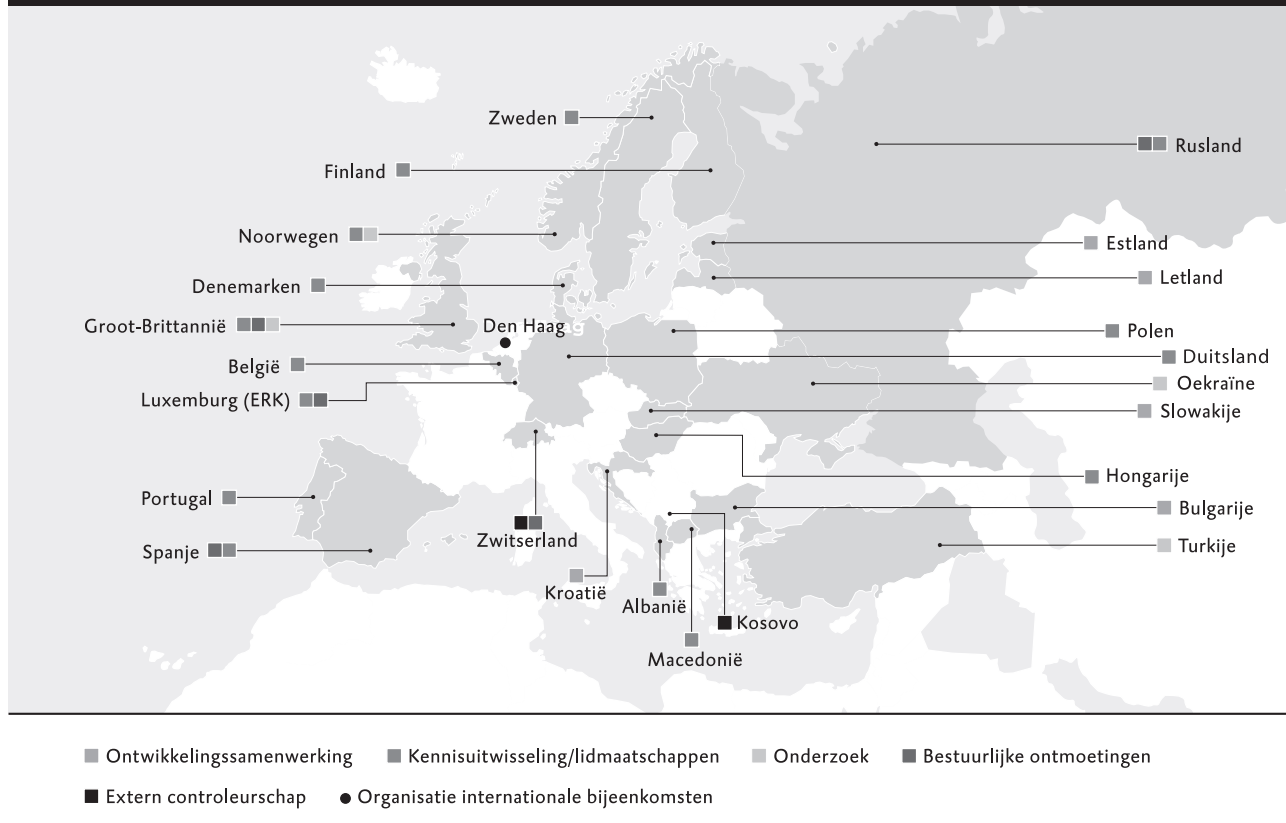 Zweden
Rusland
Finland
Noorwegen
Estland
Letland
Denemarken
Groot-Brittannië
Den Haag
Polen
Duitsland
België
Oekraïne
Luxemburg (ERK)
Slowakije
Hongarije
Portugal
Bulgarije
Zwitserland
Spanje
Turkije
Kroatië
Albanië
Kosovo
Macedonië
Ontwikkelingssamenwerking
Kennisuitwisseling/lidmaatschappen
Onderzoek
Bestuurlijke ontmoetingen
Extern controleurschap
Organisatie internationale bijeenkomsten